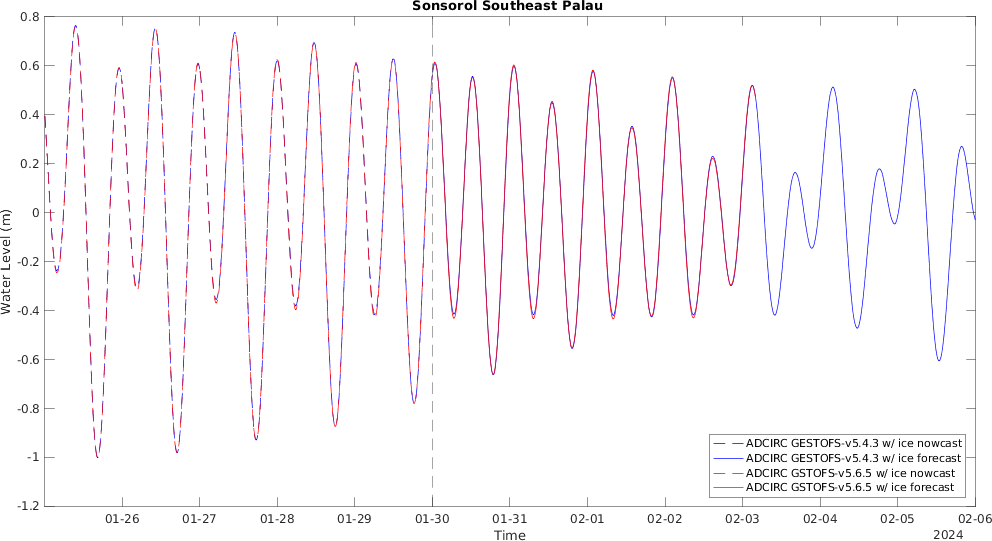 Sonsorol Southeast Palau
0.8
0.6
0.4
0.2
0
-0.2
-0.4
-0.6
-0.8
-1
-1.2
Water Level (m)
ADCIRC GESTOFS-v5.4.3 w/ ice nowcast
ADCIRC GESTOFS-v5.4.3 w/ ice forecast
ADCIRC GSTOFS-v5.6.5 w/ ice nowcast
ADCIRC GSTOFS-v5.6.5 w/ ice forecast
01-26 01-27 01-28 01-29 01-30 01-31 02-01 02-02 02-03 02-04 02-05 02-06
Time
2024